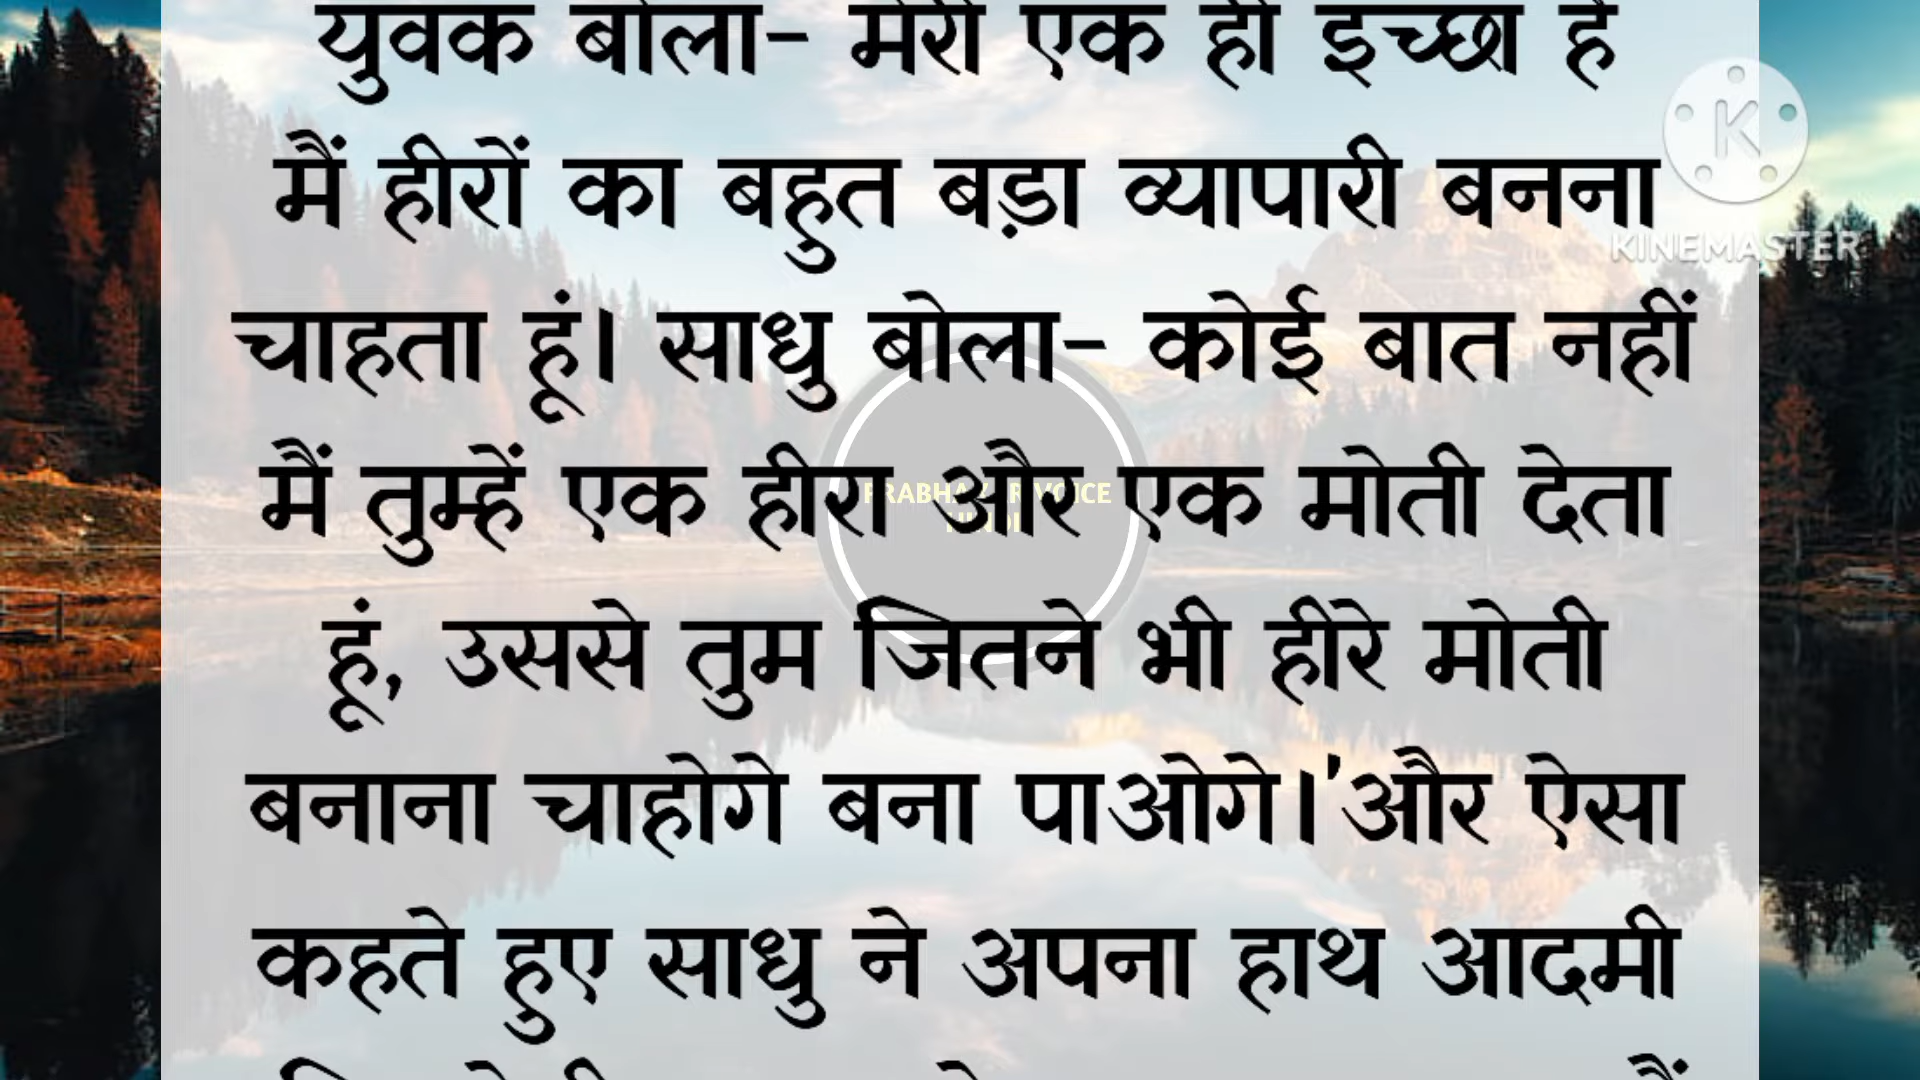 युवक बोला- मेरी एक ही इच्छा है
मैं हीरों का बहुत बड़ा व्यापारी बनना
KINEMASTER
चाहता हूं। साधु बोला- कोई बात नहीं
मैं तुम्हें एक हीरा और एक मोती देता
हूं, उससे तुम जितने भी हीरे मोती
बनाना चाहोगे बना पाओगे।'और ऐसा
कहते हुए साधु ने अपना हाथ आदमी